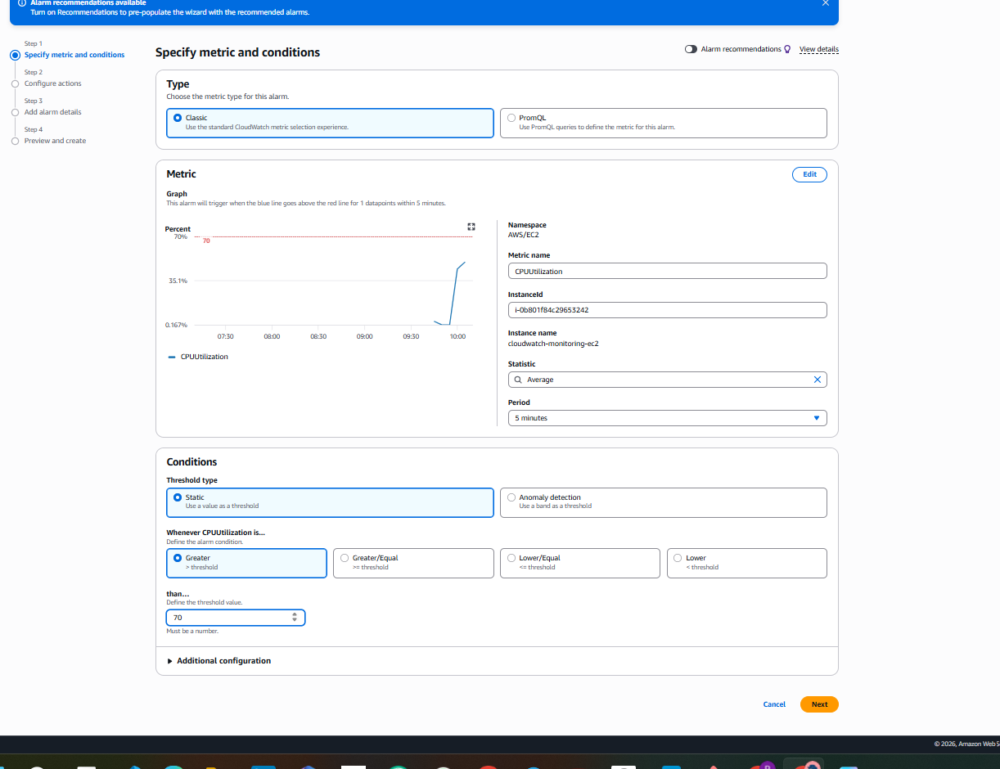 Alarm recommendations available
Turn on Recommendations to pre-populate the wizard with the recommended alarms.
Step 1
Specify metric and conditions
Step 2
Configure actions
Step 3
Add alarm details
Step 4
Preview and create
Specify metric and conditions
Alarm recommendations
View details
Type
Choose the metric type for this alarm.
Classic
Use the standard CloudWatch metric selection experience.
PromQL
Use PromQL queries to define the metric for this alarm.
Metric
Edit
Graph
This alarm will trigger when the blue line goes above the red line for 1 datapoints within 5 minutes.
Percent
70%
70
35.1%
0.167%
07:30 08:00 08:30 09:00 09:30 10:00
CPUUtilization
Namespace
AWS/EC2
Metric name
CPUUtilization
InstanceId
i-0b801f84c29653242
Instance name
cloudwatch-monitoring-ec2
Statistic
Average
Period
5 minutes
Conditions
Threshold type
Static
Use a value as a threshold
Anomaly detection
Use a band as a threshold
Whenever CPUUtilization is...
Define the alarm condition.
Greater
> threshold
Greater/Equal
>= threshold
Lower/Equal
<= threshold
Lower
< threshold
than...
Define the threshold value.
70
Must be a number.
Additional configuration
Cancel
Next
© 2026, Amazon Web S